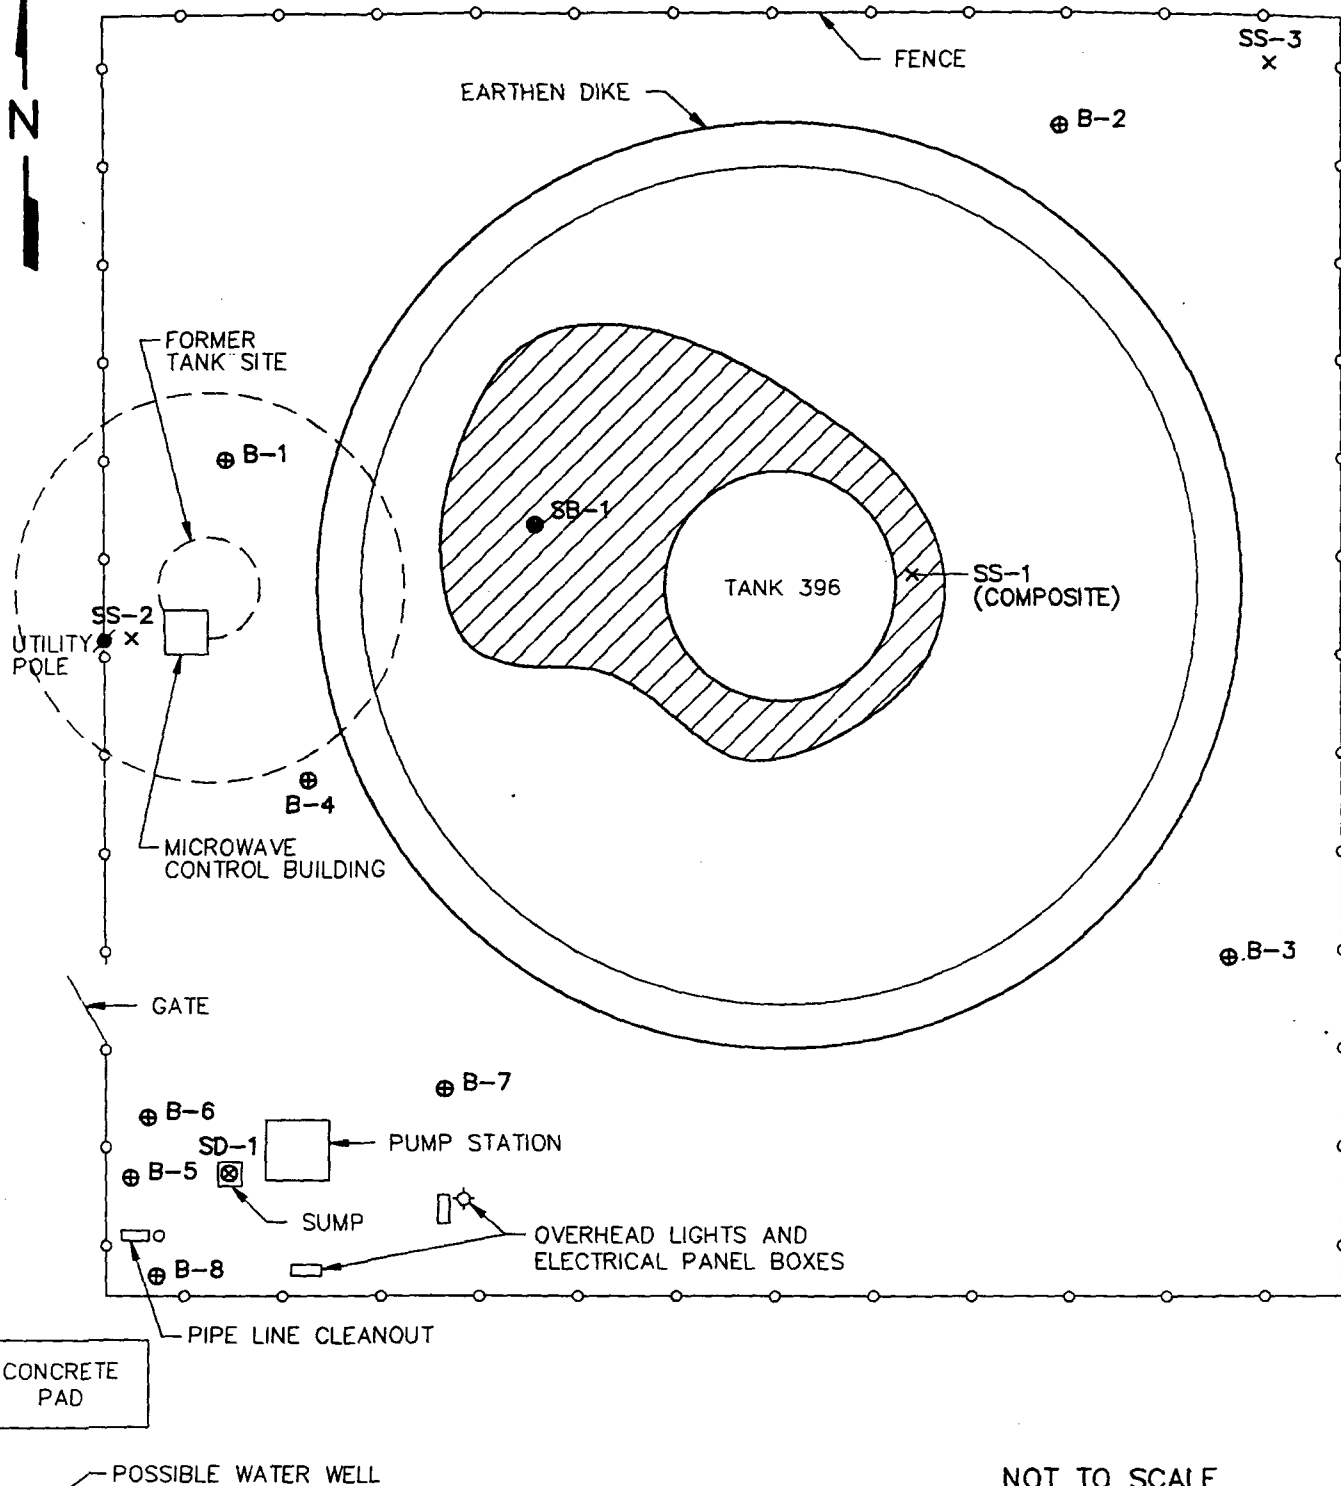 SS-3
FENCE
EARTHEN DIKE
N
B-2
FORMER
TANK SITE
B-1
SB-1
TANK 396
SS-1
(COMPOSITE)
SS-2
UTILITY
POLE
B-4
MICROWAVE
CONTROL BUILDING
B-3
GATE
B-7
B-6
SD-1
PUMP STATION
B-5
SUMP
OVERHEAD LIGHTS AND
ELECTRICAL PANEL BOXES
B-8
PIPE LINE CLEANOUT
CONCRETE
PAD
POSSIBLE WATER WELL
NOT TO SCALE